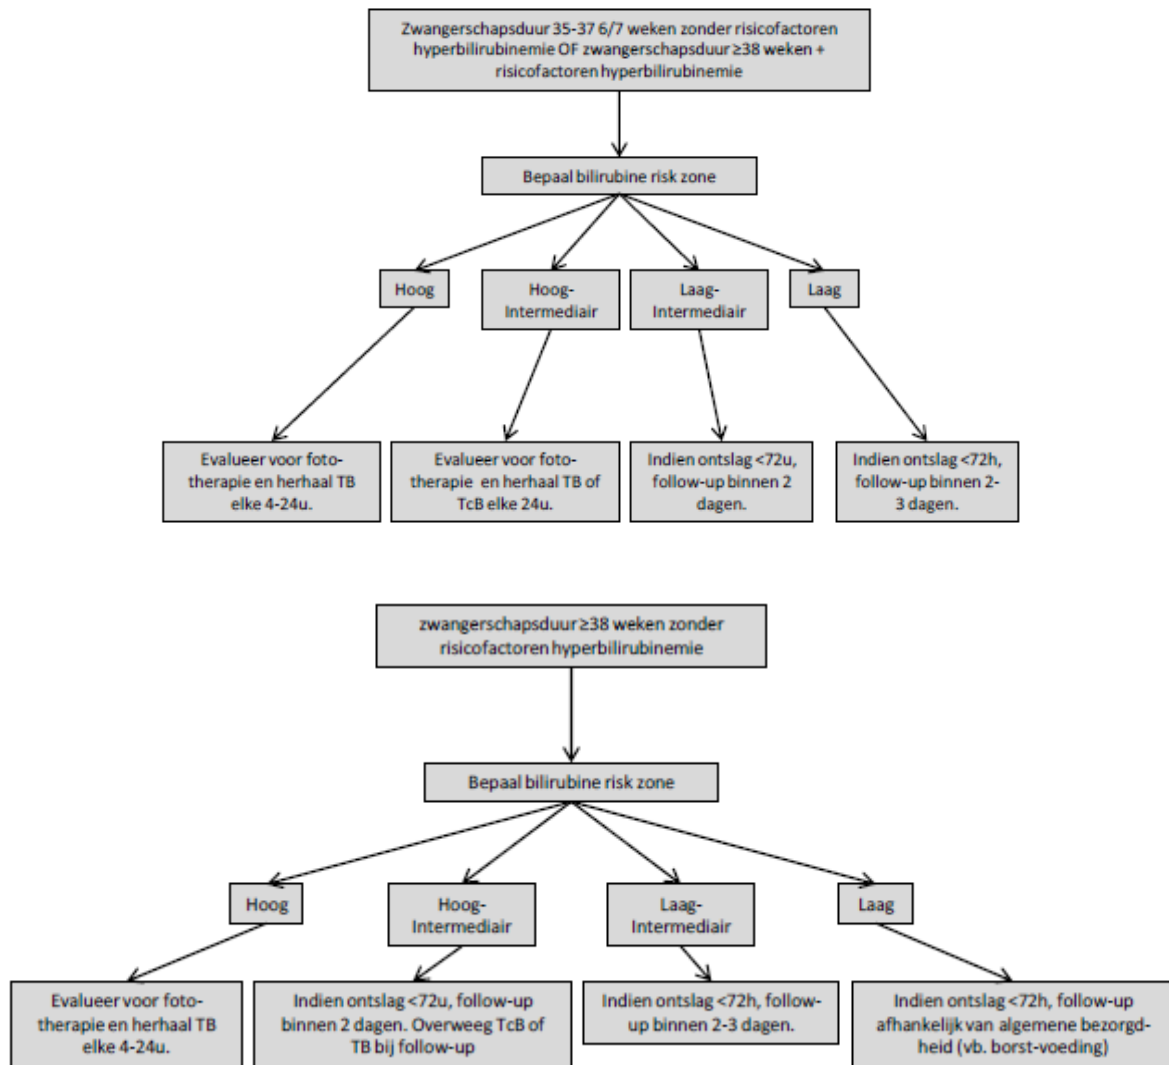 Zwangerschapsduur 35-37 6/7 weken zonder risicofactoren
hyperbilirubinemie OF zwangerschapsduur ≥38 weken +
risicofactoren hyperbilirubinemie
Bepaal bilirubine risk zone
Hoog
Hoog-
Intermediair
Laag-
Intermediair
Laag
Evalueer voor foto-
therapie en herhaal TB
elke 4-24u.
Evalueer voor foto-
therapie en herhaal TB of
TcB elke 24u.
Indien ontslag <72u,
follow-up binnen 2
dagen.
Indien ontslag <72h,
follow-up binnen 2-
3 dagen.
zwangerschapsduur ≥38 weken zonder
risicofactoren hyperbilirubinemie
Bepaal bilirubine risk zone
Hoog
Hoog-
Intermediair
Laag-
Intermediair
Laag
Evalueer voor foto-
therapie en herhaal TB
elke 4-24u.
Indien ontslag <72u, follow-up
binnen 2 dagen. Overweeg TcB of
TB bij follow-up
Indien ontslag <72h, follow-
up binnen 2-3 dagen.
Indien ontslag <72h, follow-up
afhankelijk van algemene bezorgd-
heid (vb. borst-voeding)